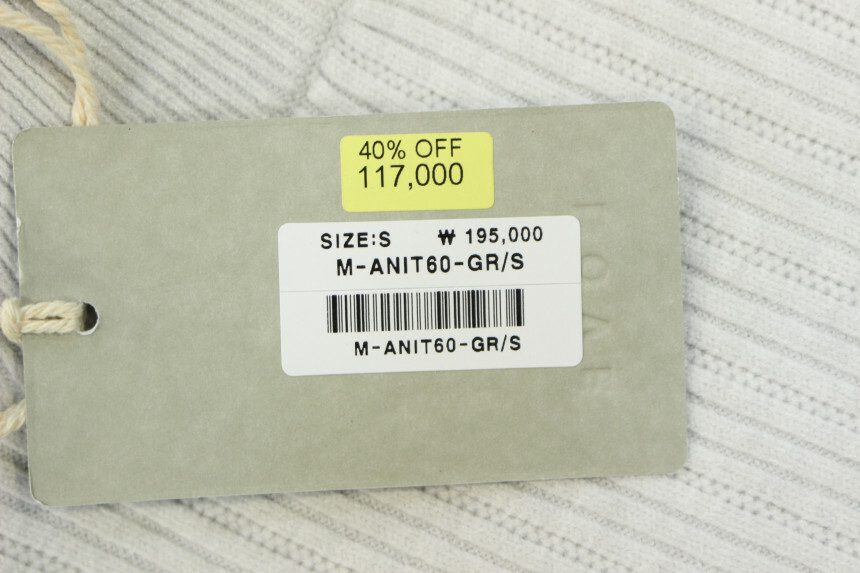 40% OFF
117,000
SIZE:S ₩ 195,000
M-ANIT60-GR/S
M-ANIT60-GR/S